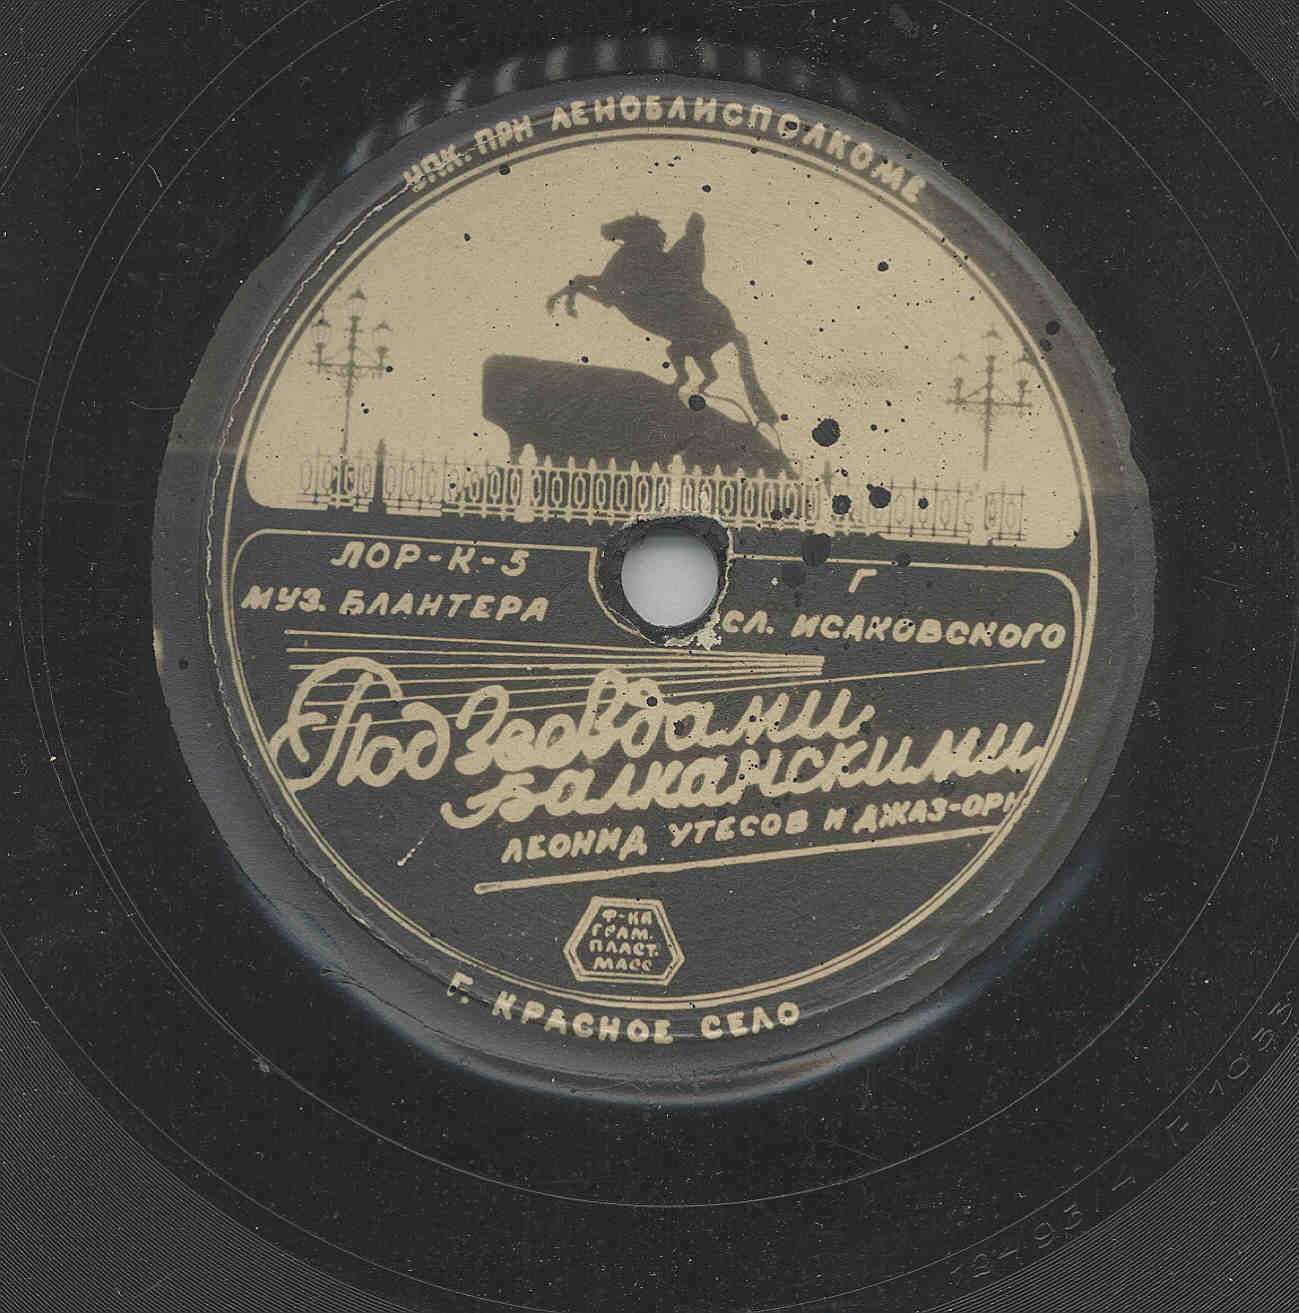 УПК. ПРИ ЛЕНОБЛИСПОЛКОМЕ
ЛОР-К-5
Г
МУЗ. БЛАНТЕРА
СЛ. ИСАКОВСКОГО
Под Звёздами
Балканскими
ЛЕОНИД УТЕСОВ И ДЖАЗ-ОРК
Ф-КА
ГРАМ.
ПЛАСТ.
МАСС
Г. КРАСНОЕ СЕЛО